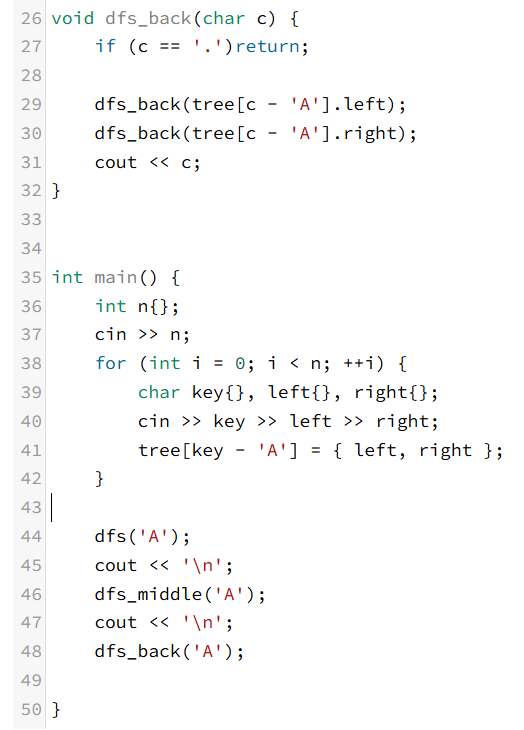 26 void dfs_back(char c) {
27     if (c == '.')return;
28
29     dfs_back(tree[c - 'A'].left);
30     dfs_back(tree[c - 'A'].right);
31     cout << c;
32 }
33
34
35 int main() {
36     int n{};
37     cin >> n;
38     for (int i = 0; i < n; ++i) {
39         char key{}, left{}, right{};
40         cin >> key >> left >> right;
41         tree[key - 'A'] = { left, right };
42     }
43
44     dfs('A');
45     cout << '\n';
46     dfs_middle('A');
47     cout << '\n';
48     dfs_back('A');
49
50 }